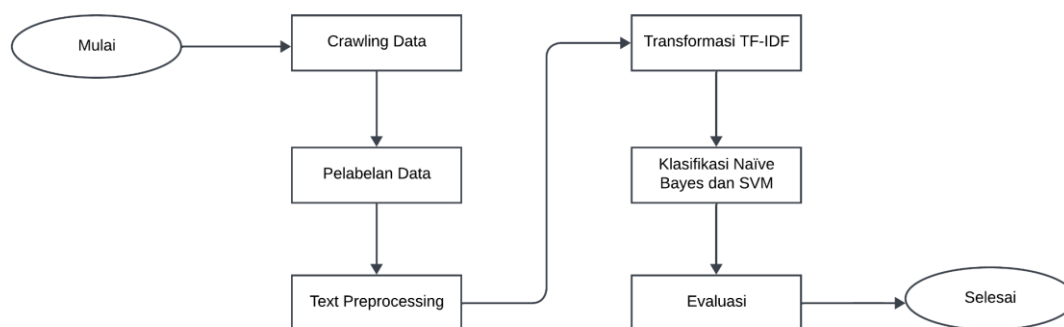 Mulai
Crawling Data
Pelabelan Data
Text Preprocessing
Transformasi TF-IDF
Klasifikasi Naïve
Bayes dan SVM
Evaluasi
Selesai